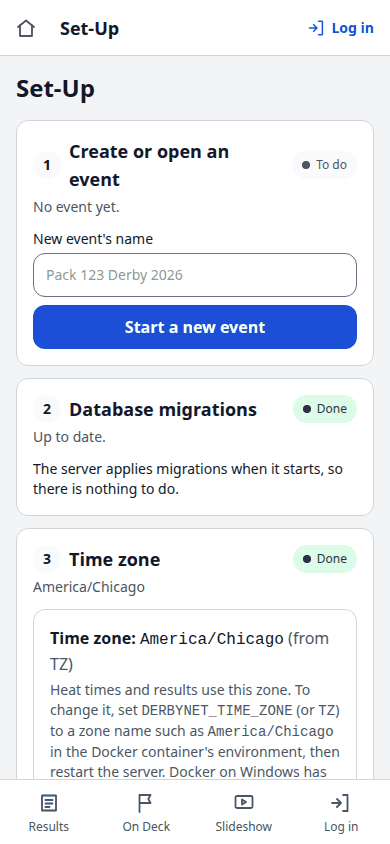 Set-Up
Log in
Set-Up
1
Create or open an
event
To do
No event yet.
New event's name
Pack 123 Derby 2026
Start a new event
2
Database migrations
Done
Up to date.
The server applies migrations when it starts, so
there is nothing to do.
3
Time zone
Done
America/Chicago
Time zone: America/Chicago (from
TZ)
Heat times and results use this zone. To
change it, set DERBYNET_TIME_ZONE (or TZ)
to a zone name such as America/Chicago
in the Docker container's environment, then
restart the server. Docker on Windows has
Results
On Deck
Slideshow
Log in